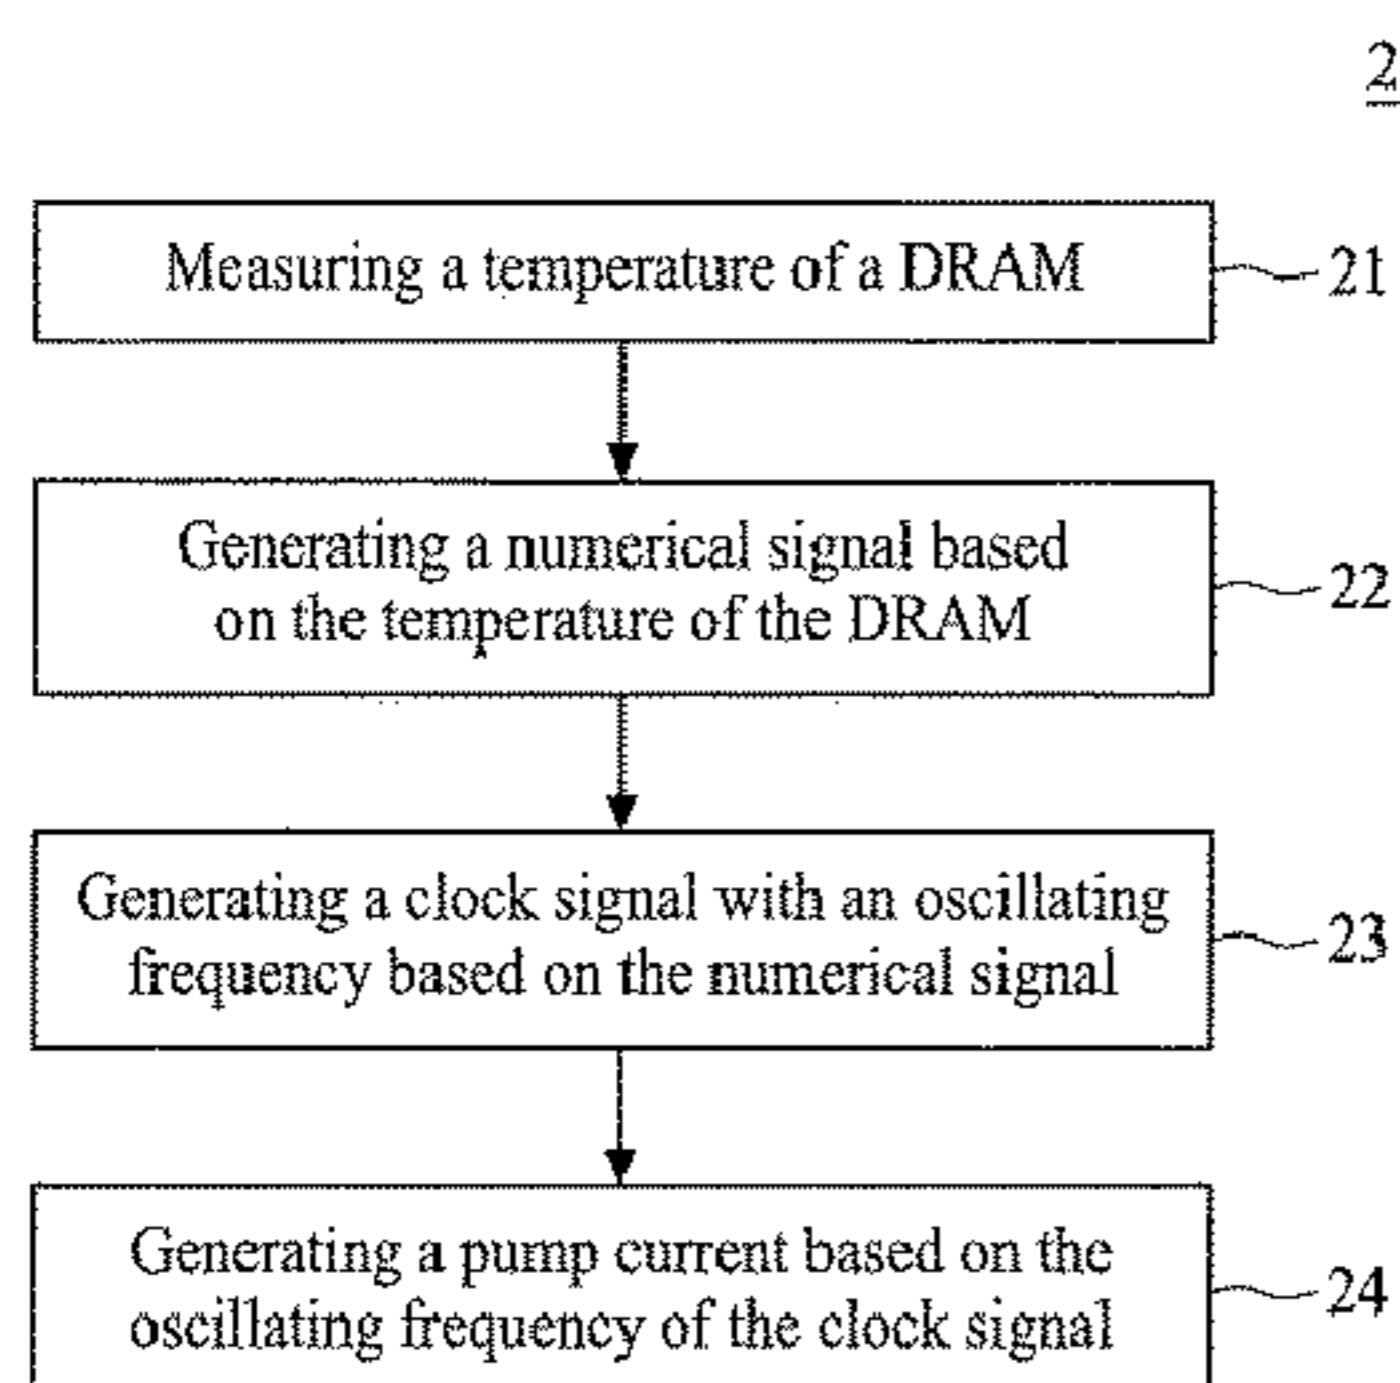 2
Measuring a temperature of a DRAM
21
Generating a numerical signal based
on the temperature of the DRAM
22
Generating a clock signal with an oscillating
frequency based on the numerical signal
23
Generating a pump current based on the
oscillating frequency of the clock signal
24